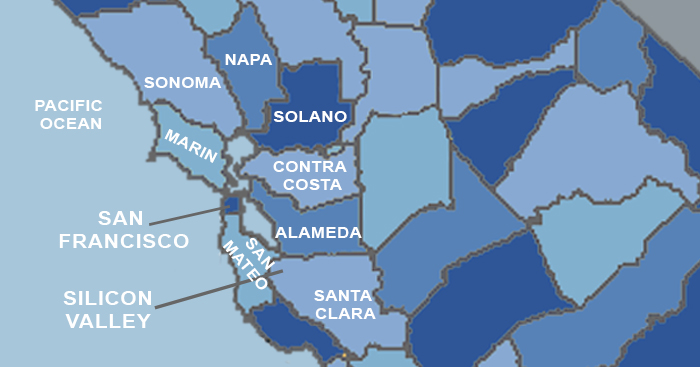 NAPA
SONOMA
PACIFIC
OCEAN
SOLANO
MARIN
CONTRA
COSTA
SAN
FRANCISCO
ALAMEDA
SAN
MATEO
SILICON
VALLEY
SANTA
CLARA